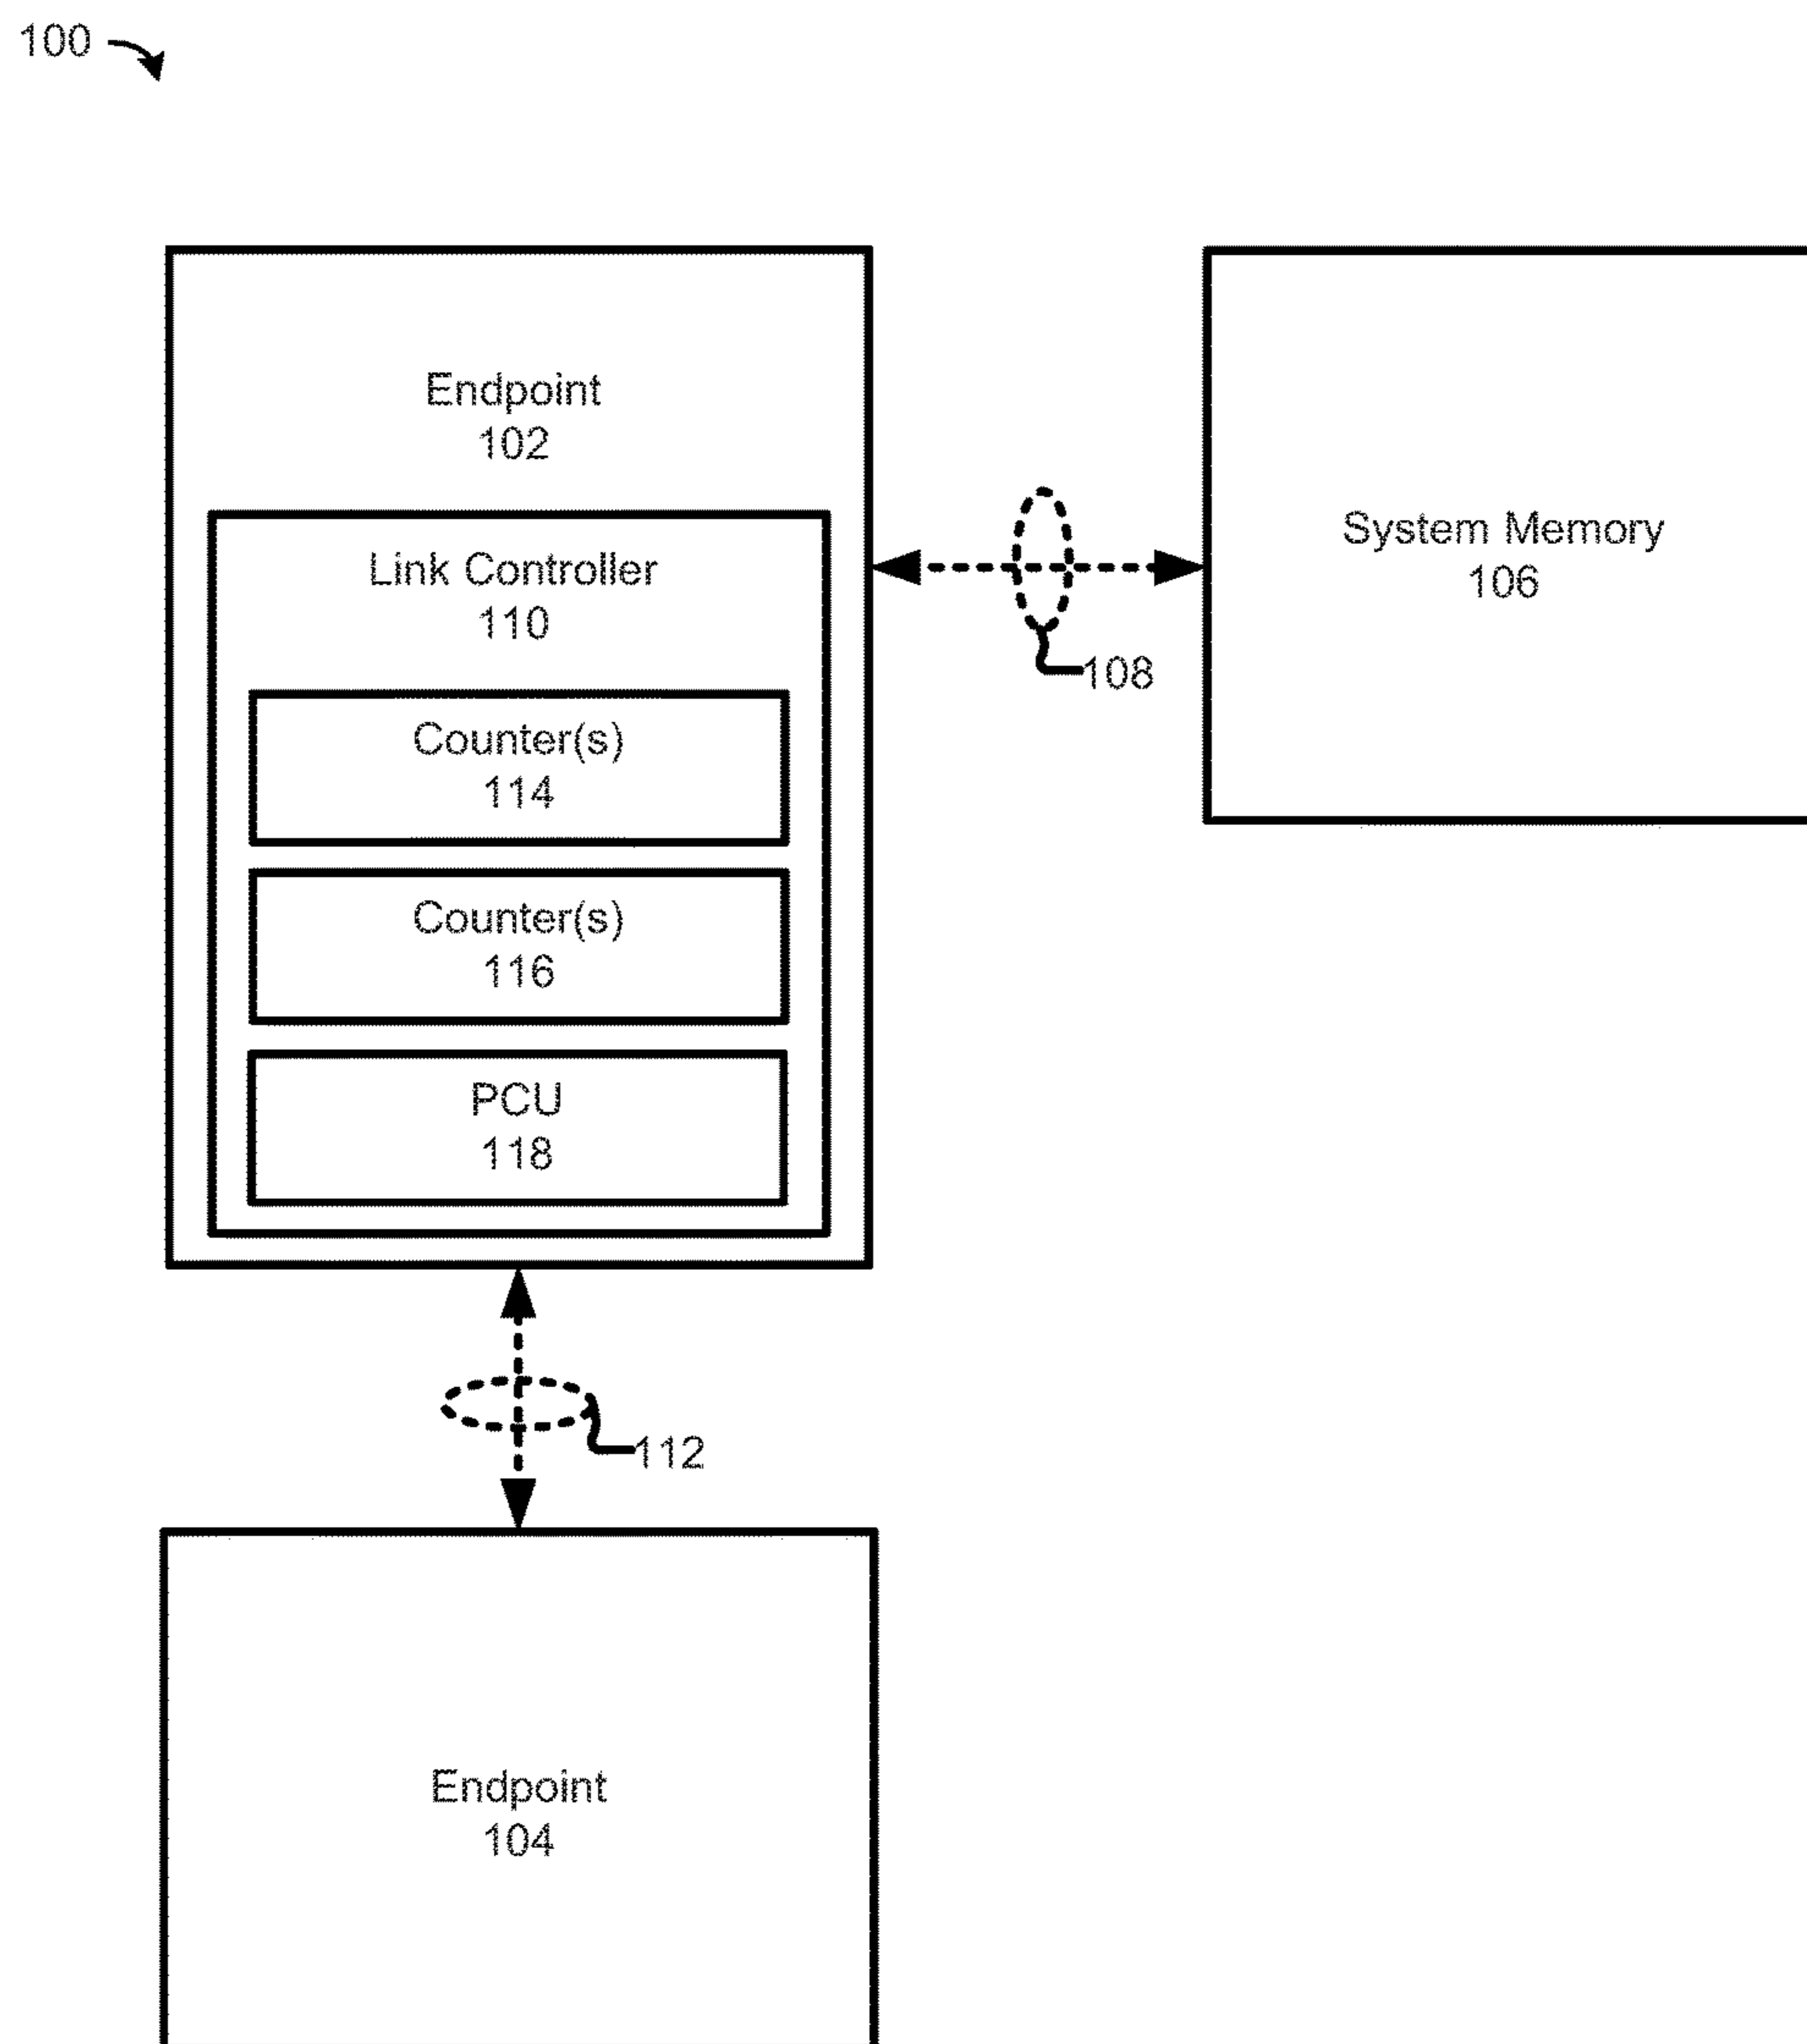 100
Endpoint
102
Link Controller
110
Counter(s)
114
Counter(s)
116
PCU
118
System Memory
106
108
112
Endpoint
104